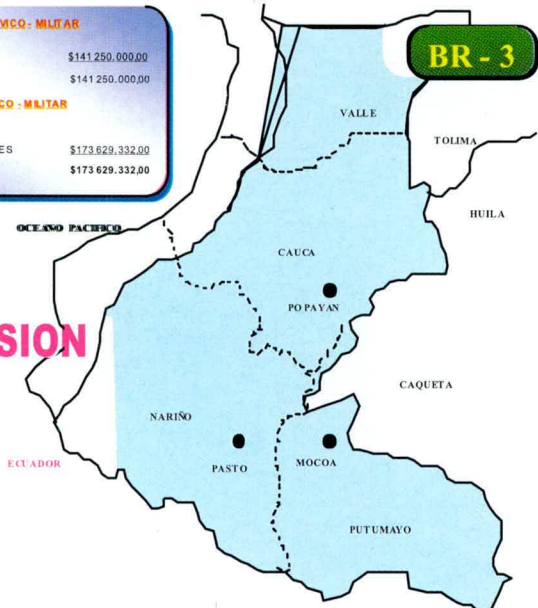 MICO - MILITAR
$141 250.000,00
$141 250.000,00
CO - MILITAR
ES $173 629.332,00
$173 629.332,00
BR - 3
VALLE
TOLIMA
HUILA
OCEANO PACIFICO
CAUCA
POPAYAN
SION
CAQUETA
NARIÑO
ECUADOR
PASTO
MOCOA
PUTUMAYO